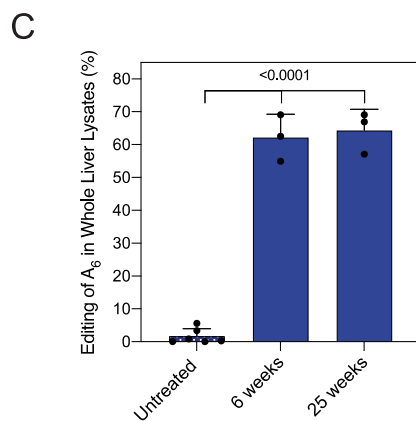 C
Editing of A6 in Whole Liver Lysates (%)
<0.0001
80
70
60
50
40
30
20
10
0
Untreated
6 weeks
25 weeks